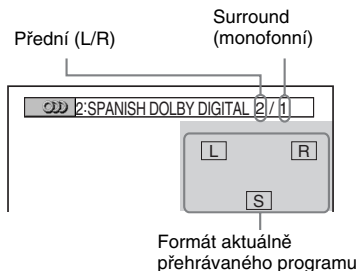 Surround
(monofonní)
Přední (L/R)
2:SPANISH DOLBY DIGITAL 2 / 1
L R
S
Formát aktuálně
přehrávaného programu